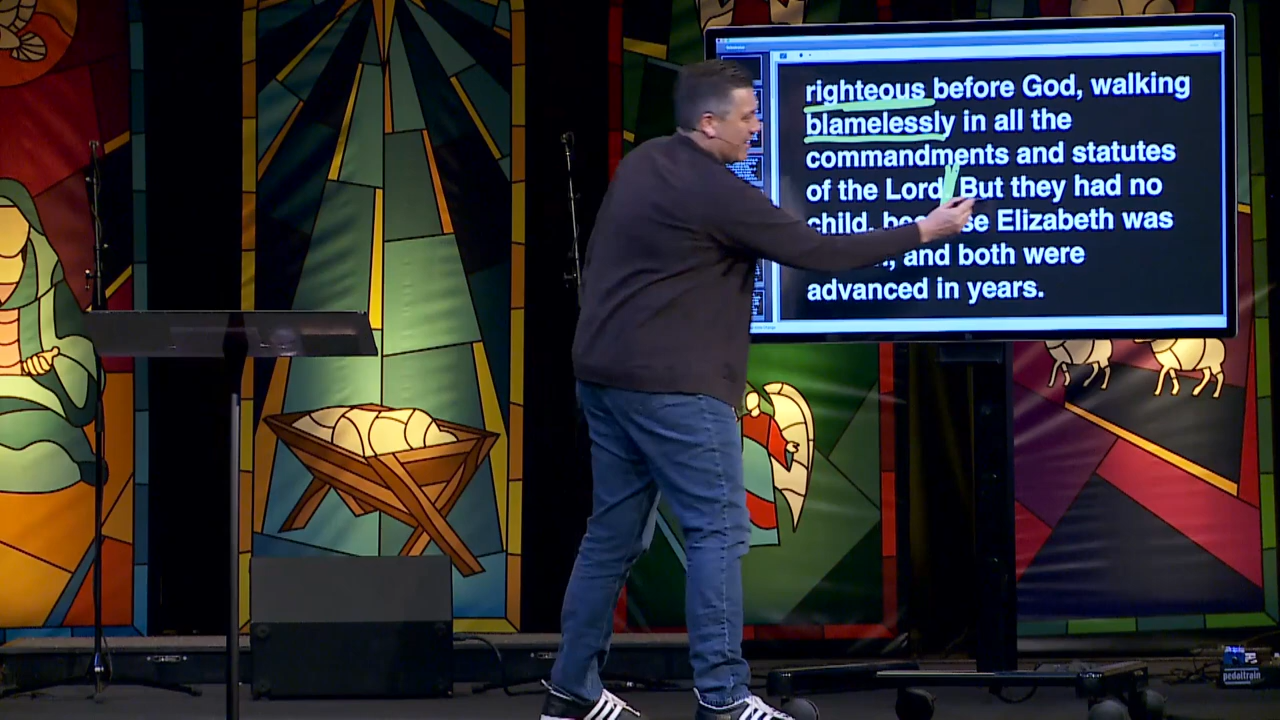 righteous before God, walking
blamelessly in all the
commandments and statutes
of the Lord. But they had no
child, because Elizabeth was
and both were
advanced in years.
pedaltrain